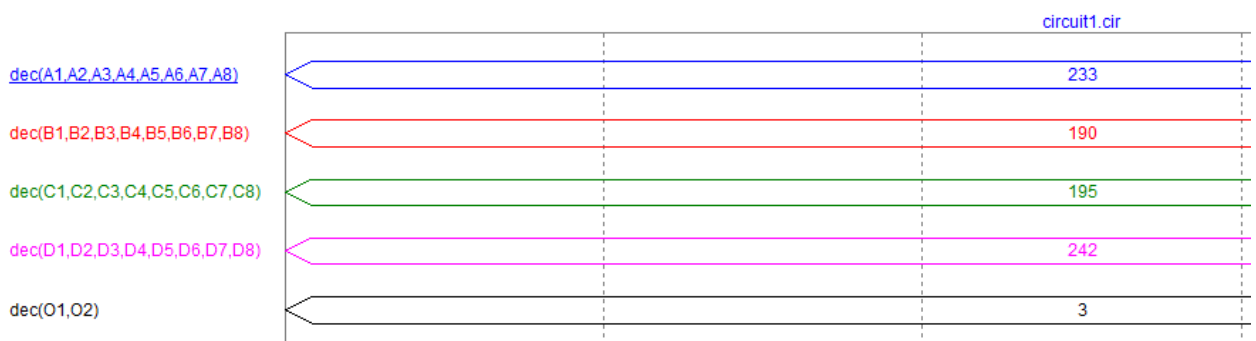 circuit1.cir
dec(A1,A2,A3,A4,A5,A6,A7,A8) 233
dec(B1,B2,B3,B4,B5,B6,B7,B8) 190
dec(C1,C2,C3,C4,C5,C6,C7,C8) 195
dec(D1,D2,D3,D4,D5,D6,D7,D8) 242
dec(O1,O2) 3